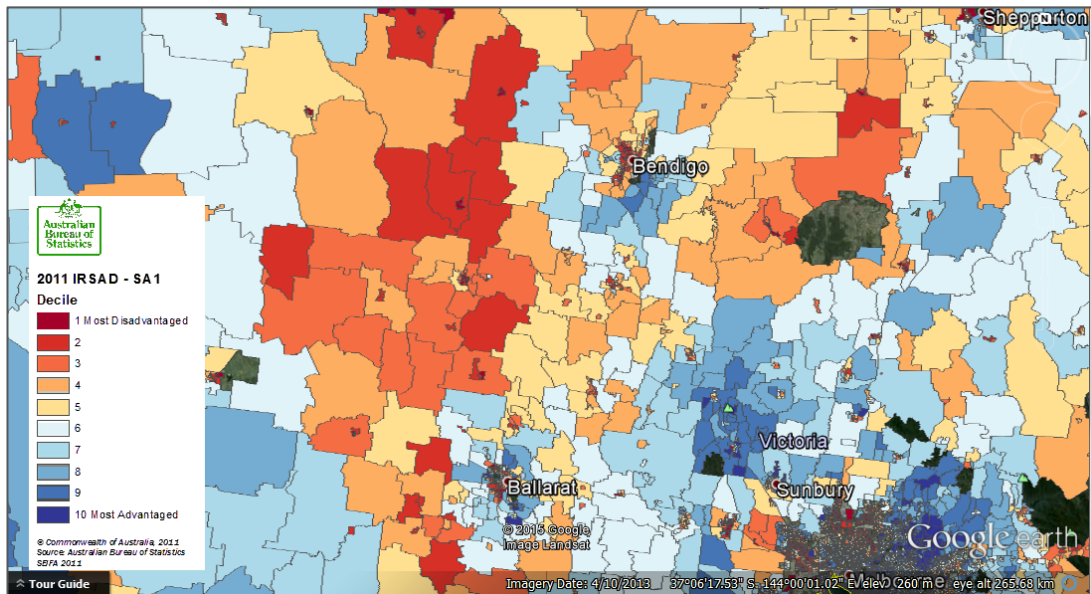 Shepparton
N
Bendigo
Australian
Bureau of
Statistics
2011 IRSAD - SA1
Decile
1 Most Disadvantaged
2
3
4
5
6
7
8
9
10 Most Advantaged
© Commonwealth of Australia, 2011
Source: Australian Bureau of Statistics
SBFA 2011
Victoria
Ballarat
Sunbury
© 2015 Google
Image Landsat
Google earth
Melbourne
Tour Guide
Imagery Date: 4/10/2013 37°06'17.53" S, 144°00'01.02" E elev 260 m eye alt 265.68 km